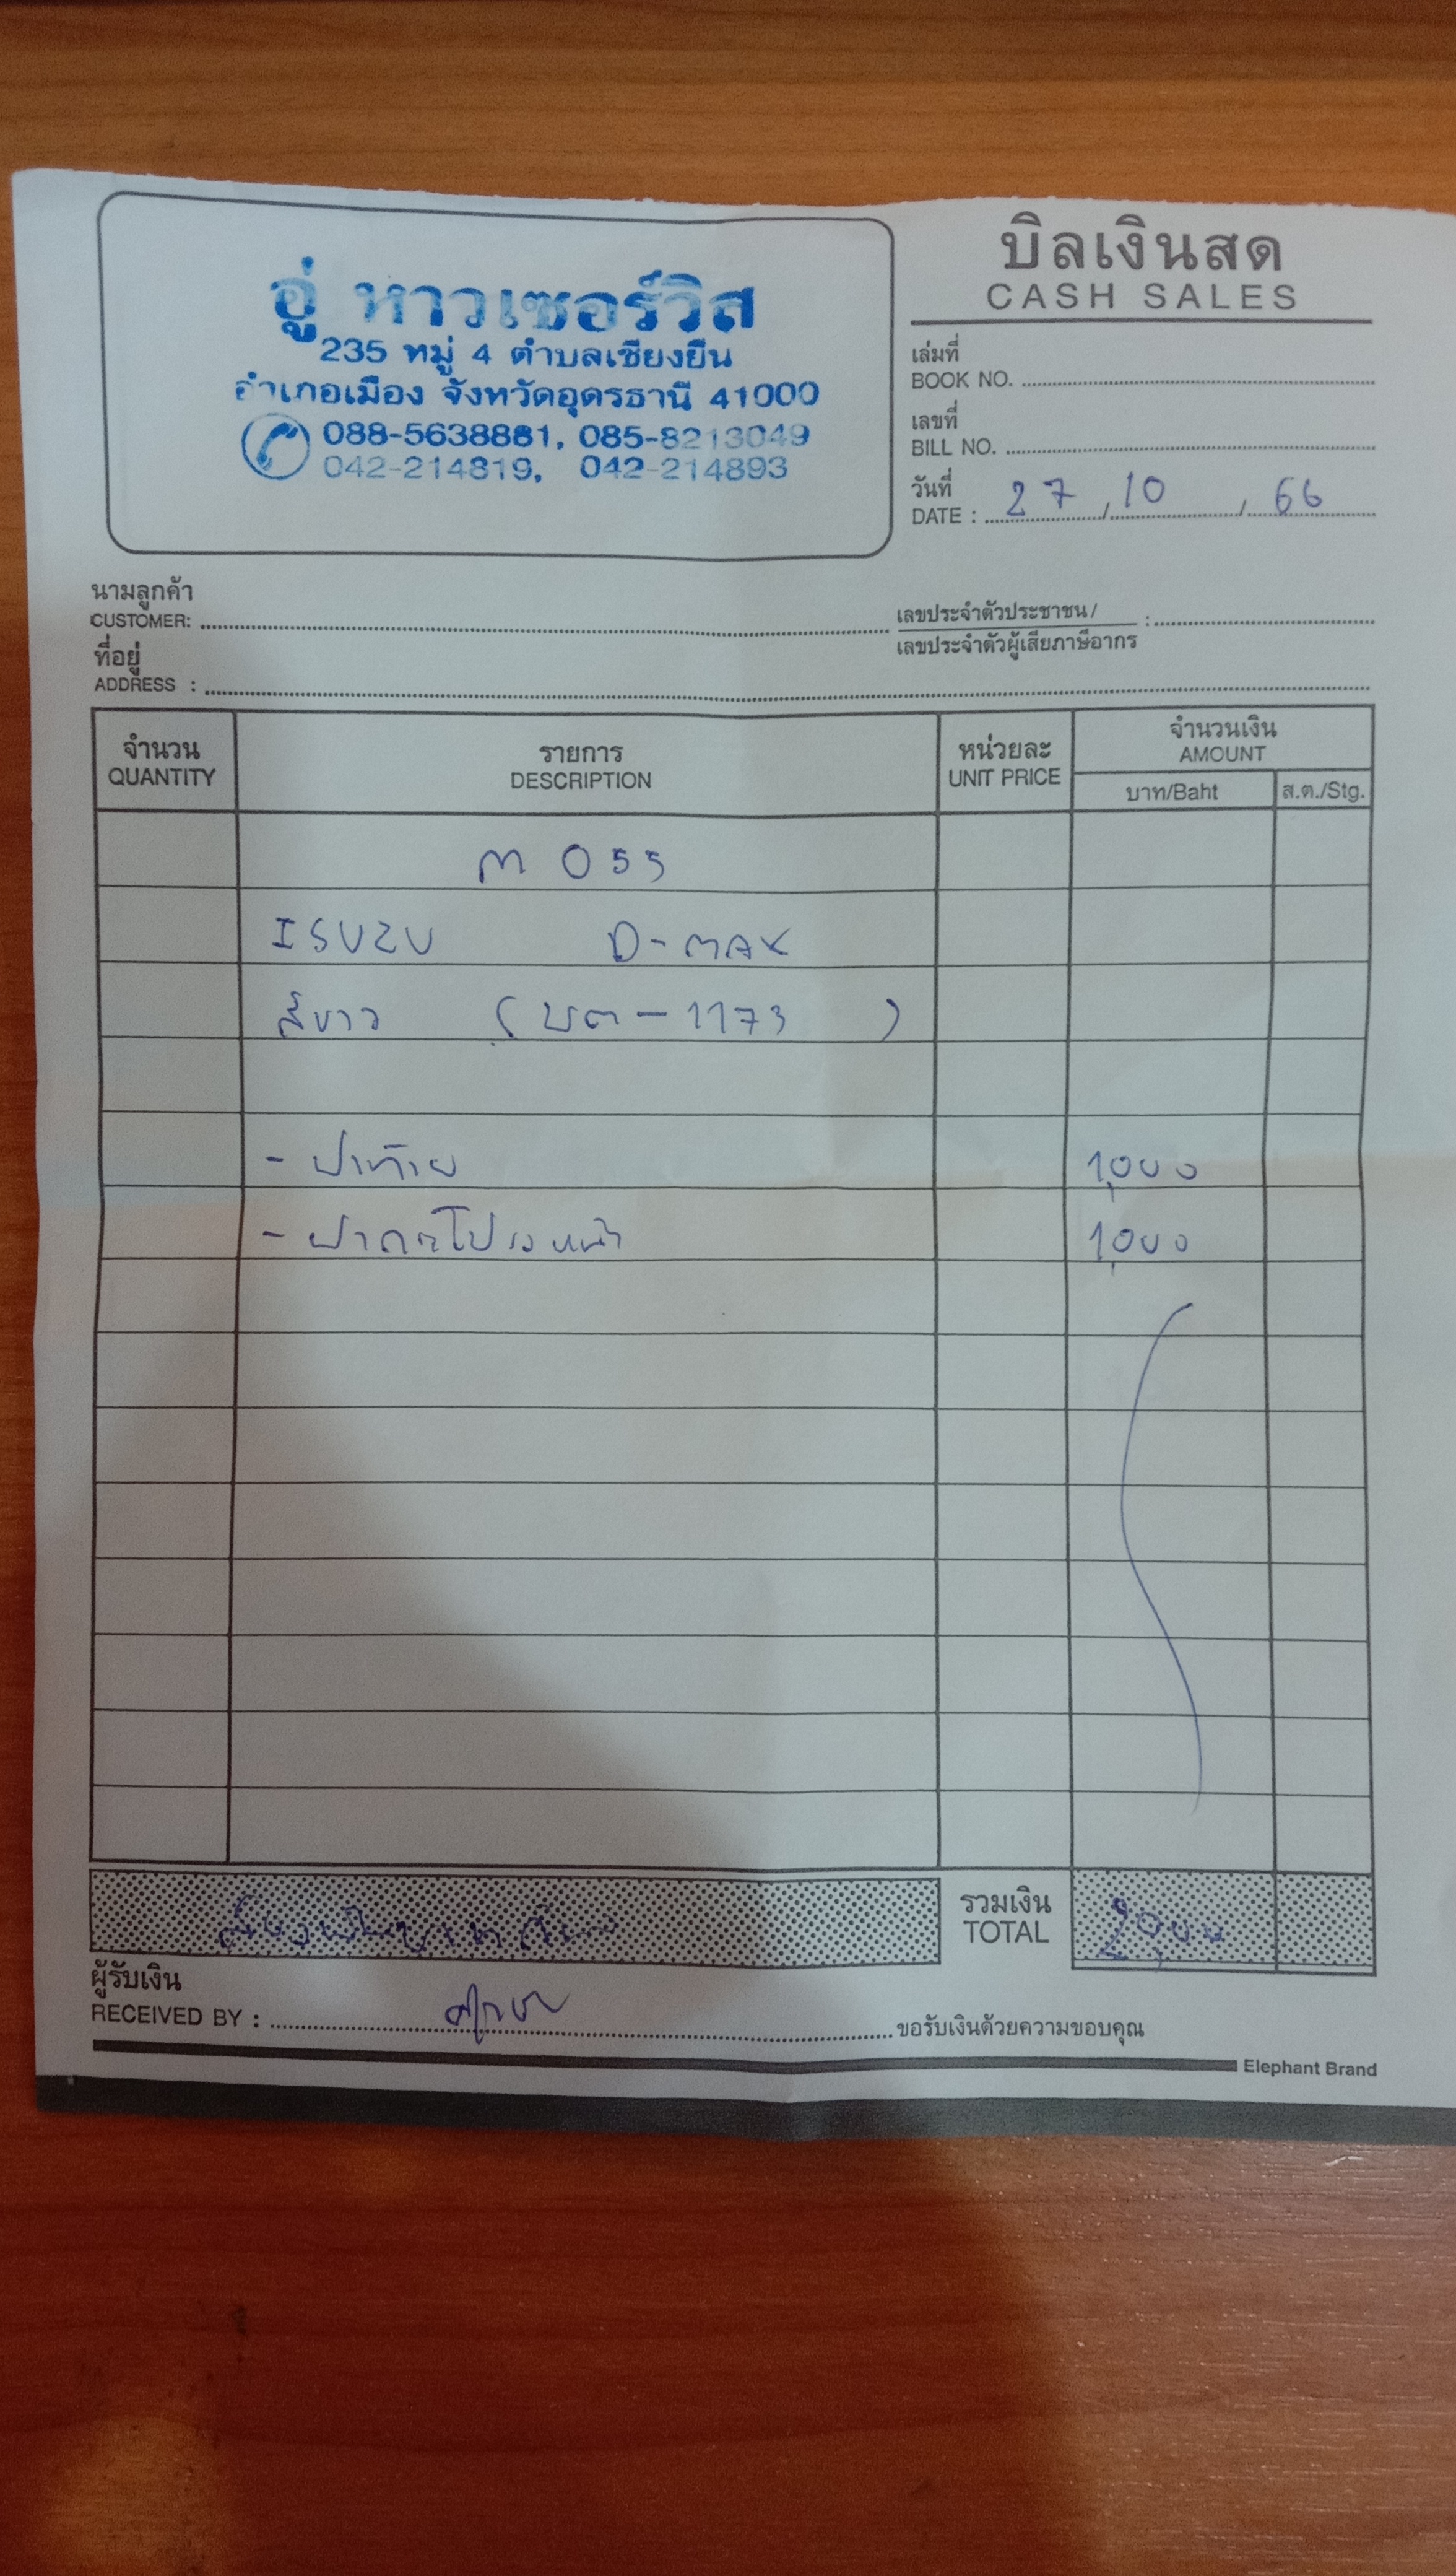 บิลเงินสด
CASH SALES
อู่ หาวเซอร์วิส
235 หมู่ 4 ตำบลเชียงยืน
อำเภอเมือง จังหวัดอุดรธานี 41000
088-5638881, 085-8213049
042-214819, 042-214893
เล่มที่
BOOK NO.
เลขที่
BILL NO.
วันที่
DATE : 27 / 10 / 66
นามลูกค้า
CUSTOMER:
เลขประจำตัวประชาชน /
เลขประจำตัวผู้เสียภาษีอากร :
ที่อยู่
ADDRESS :
จำนวน รายการ หน่วยละ จำนวนเงิน
QUANTITY DESCRIPTION UNIT PRICE AMOUNT
บาท/Baht ส.ต./Stg.
M 055
ISUZU D-MAX
สีขาว ( บต - 1173 )
- ฝาท้าย 1,000
- ฝากระโปรงหน้า 1,000
สองพันบาทถ้วน
รวมเงิน
TOTAL 2,000
ผู้รับเงิน
RECEIVED BY : ขอรับเงินด้วยความขอบคุณ
Elephant Brand